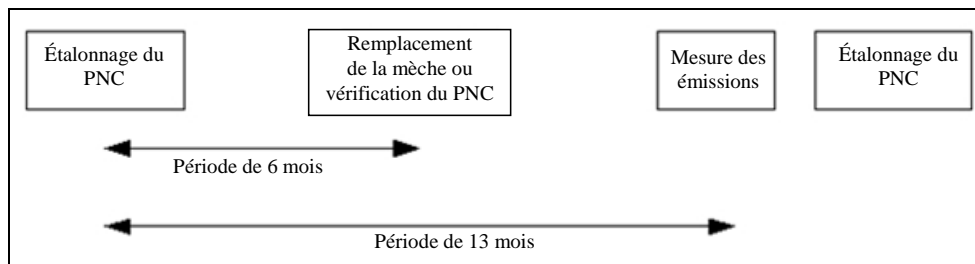 Étalonnage du
PNC
Remplacement
de la mèche ou
vérification du PNC
Mesure des
émissions
Étalonnage du
PNC
Période de 6 mois
Période de 13 mois